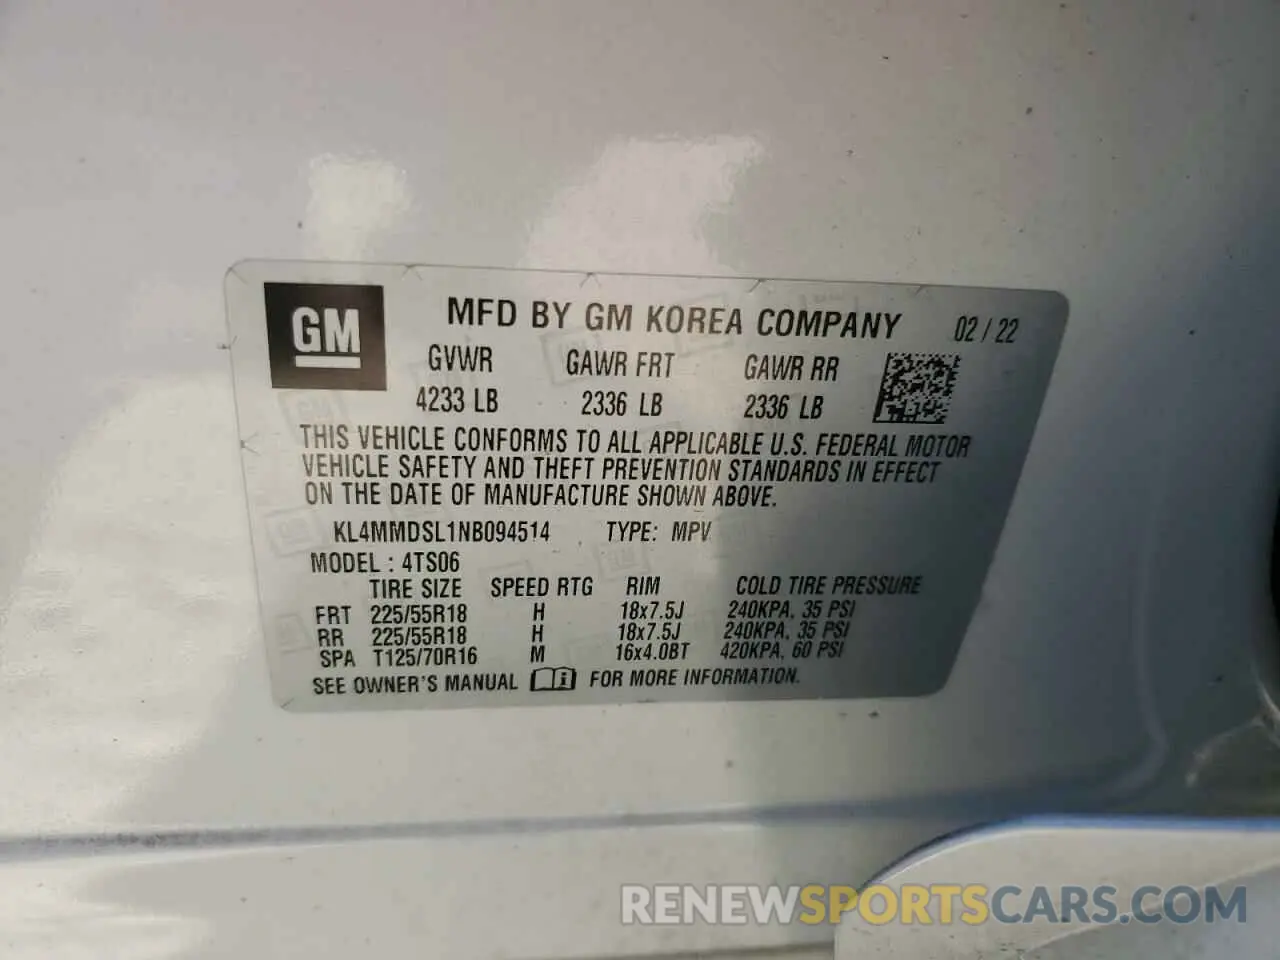 GM
MFD BY GM KOREA COMPANY 02 / 22
GVWR GAWR FRT GAWR RR
4233 LB 2336 LB 2336 LB
THIS VEHICLE CONFORMS TO ALL APPLICABLE U.S. FEDERAL MOTOR
VEHICLE SAFETY AND THEFT PREVENTION STANDARDS IN EFFECT
ON THE DATE OF MANUFACTURE SHOWN ABOVE.
KL4MMDSL1NB094514 TYPE: MPV
MODEL : 4TS06
TIRE SIZE SPEED RTG RIM COLD TIRE PRESSURE
FRT 225/55R18 H 18x7.5J 240KPA, 35 PSI
RR 225/55R18 H 18x7.5J 240KPA, 35 PSI
SPA T125/70R16 M 16x4.0BT 420KPA, 60 PSI
SEE OWNER'S MANUAL i FOR MORE INFORMATION.
RENEWSPORTSCARS.COM